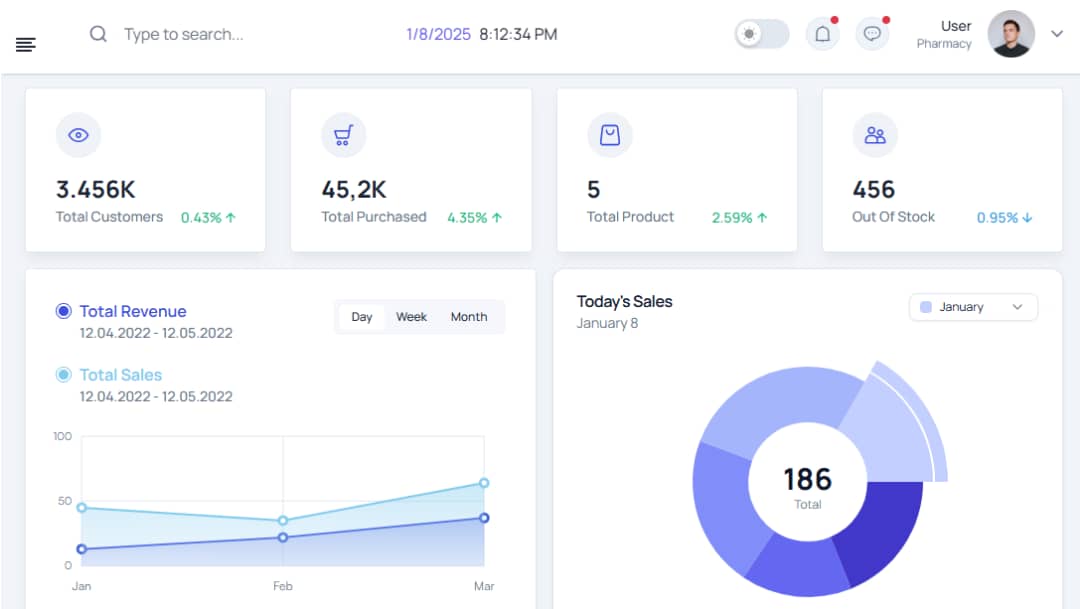 Type to search...
1/8/2025 8:12:34 PM
User
Pharmacy
3.456K
Total Customers 0.43%
45,2K
Total Purchased 4.35%
5
Total Product 2.59%
456
Out Of Stock 0.95%
Total Revenue
12.04.2022 - 12.05.2022
Total Sales
12.04.2022 - 12.05.2022
Day Week Month
100
50
0
Jan Feb Mar
Today's Sales
January 8
January
186
Total